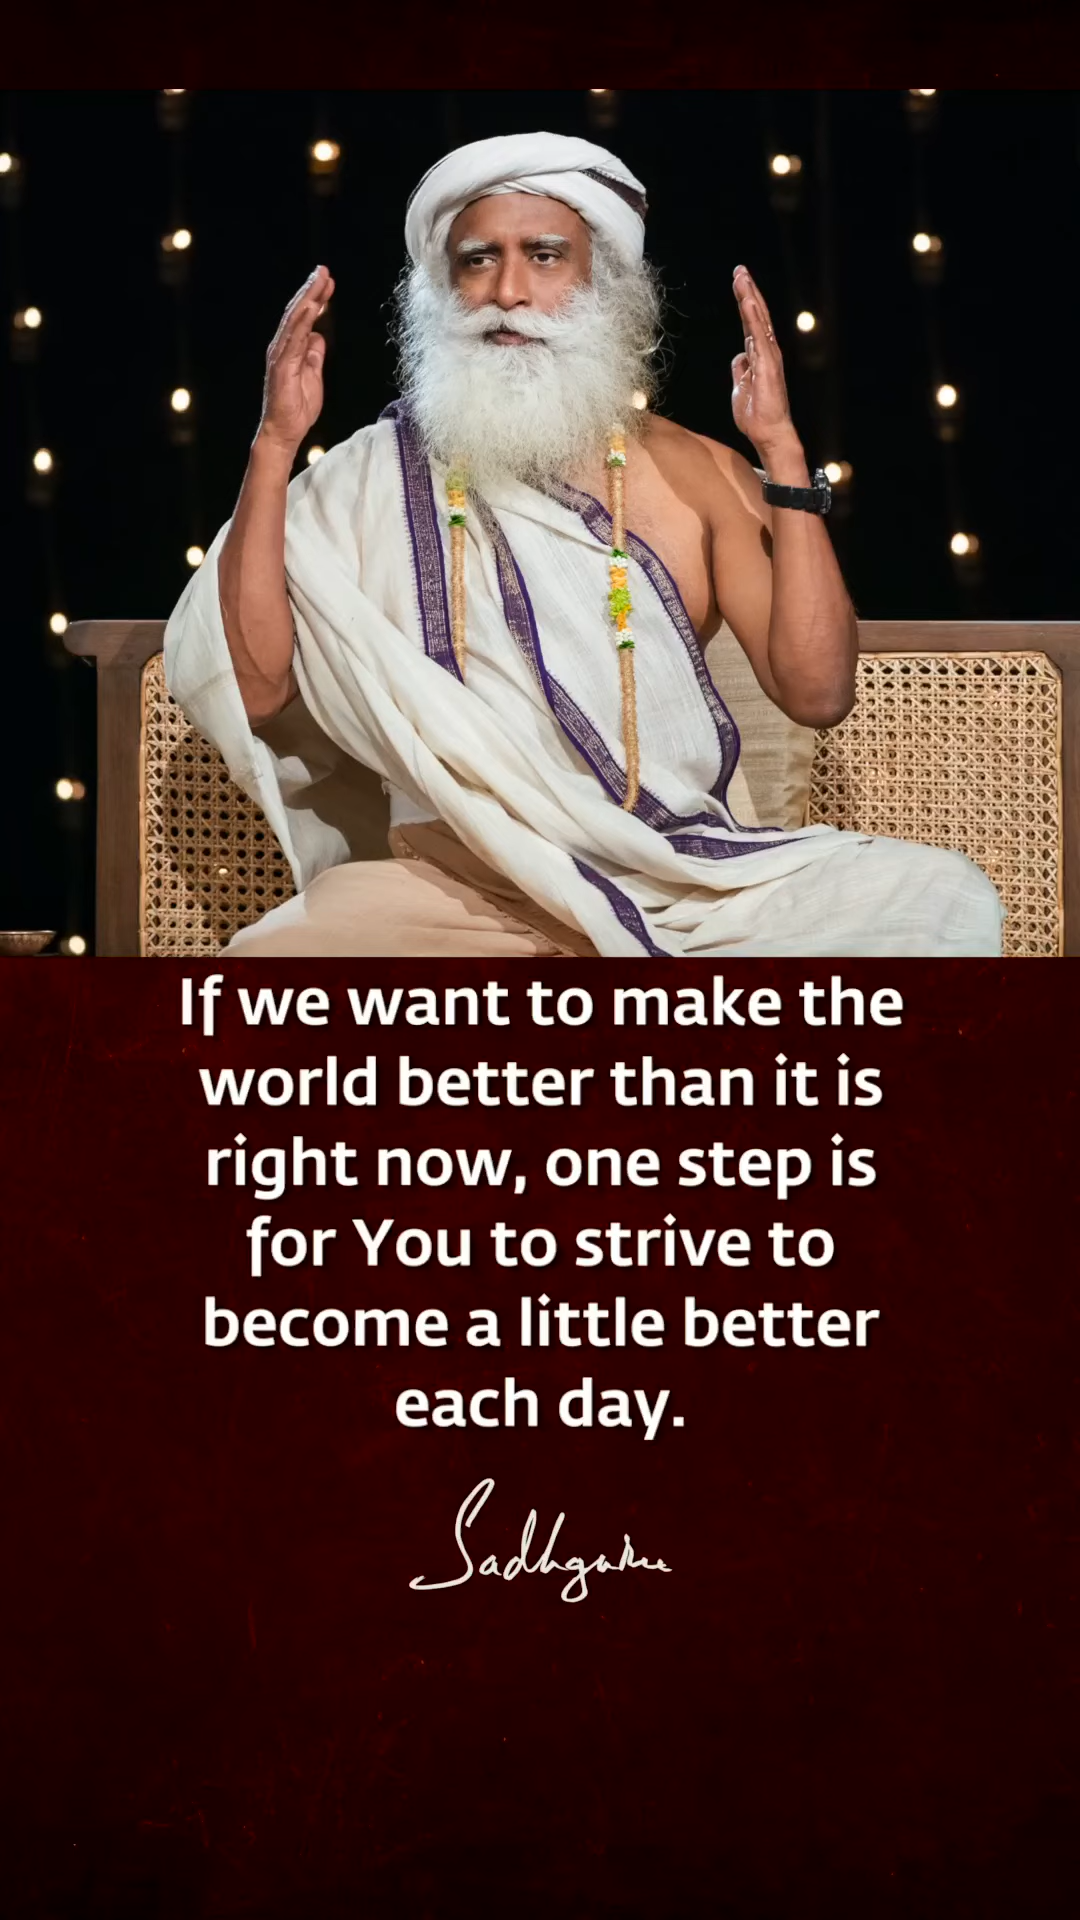 If we want to make the
world better than it is
right now, one step is
for You to strive to
become a little better
each day.
Sadhguru